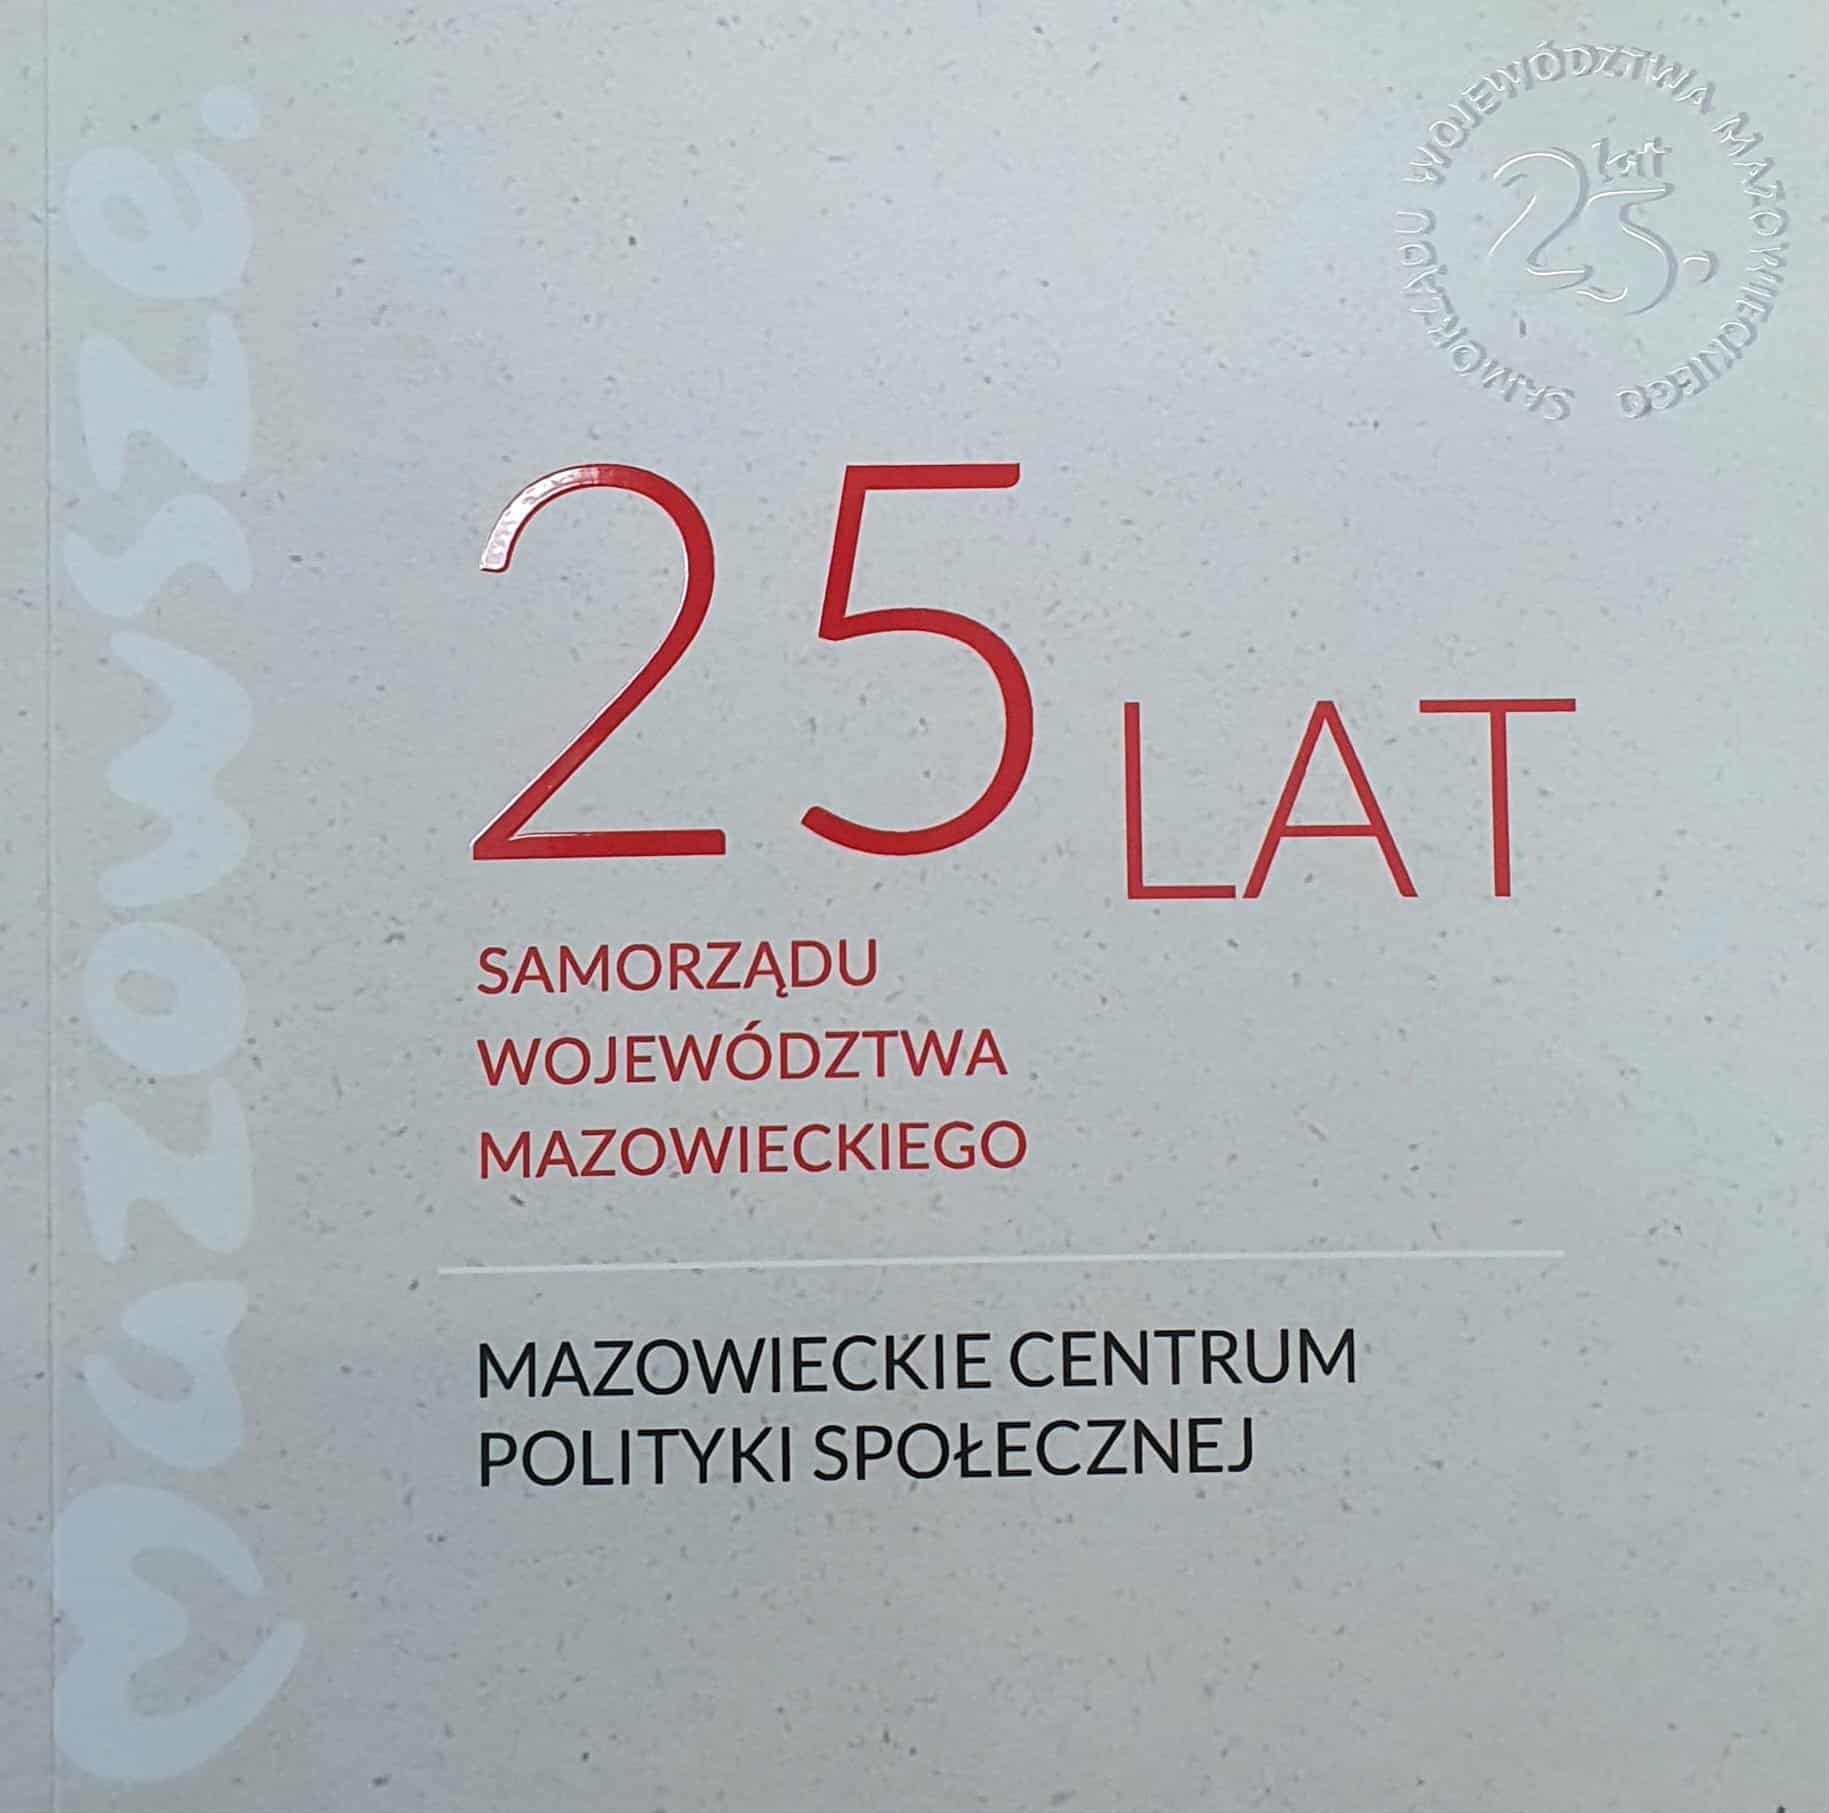 SAMORZĄDU WOJEWÓDZTWA MAZOWIECKIEGO
25 lat
mazowsze.
25 LAT
SAMORZĄDU
WOJEWÓDZTWA
MAZOWIECKIEGO
MAZOWIECKIE CENTRUM
POLITYKI SPOŁECZNEJ